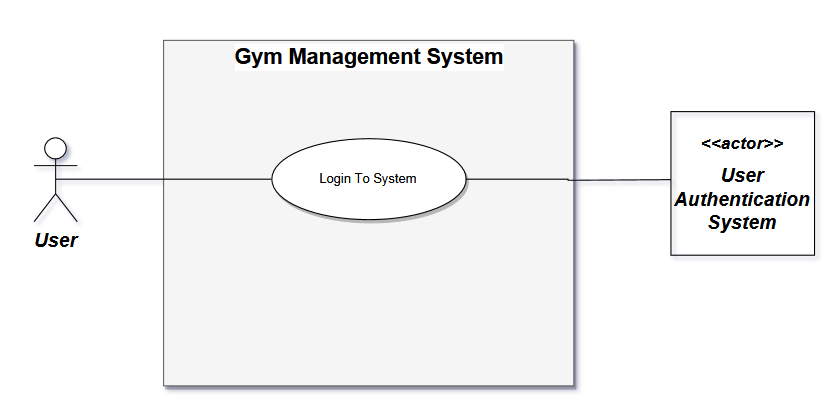 Gym Management System
<<actor>>
Login To System
User
Authentication
System
User